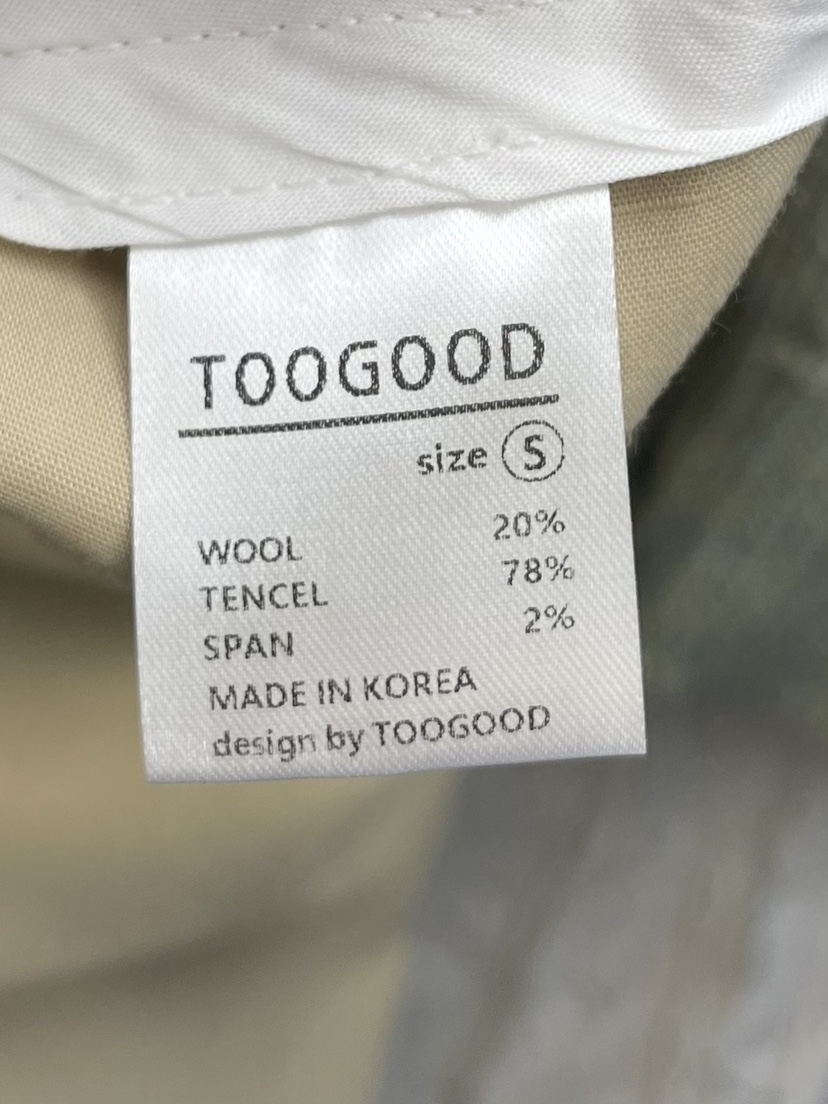 TOOGOOD
size S
WOOL 20%
TENCEL 78%
SPAN 2%
MADE IN KOREA
design by TOOGOOD